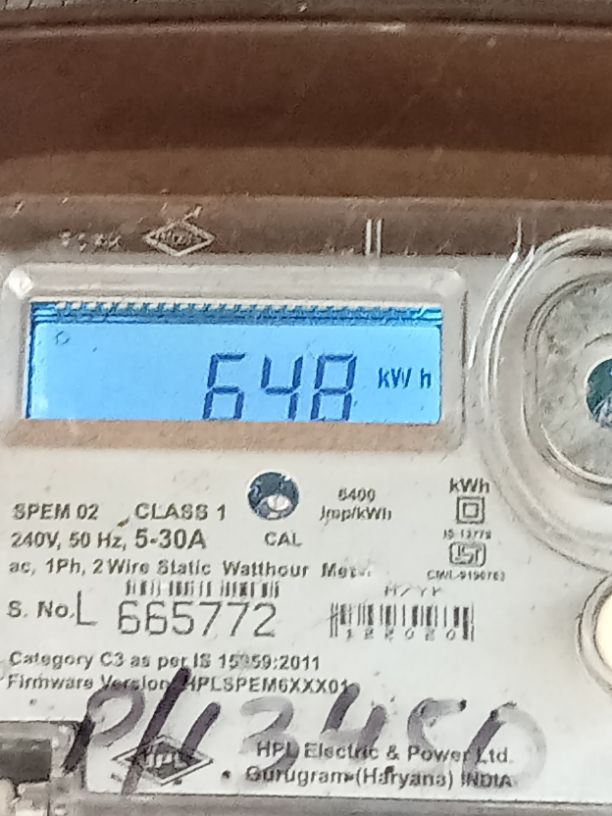 648 kWh
6400
Imp/kWh
kWh
SPEM 02 CLASS 1
CAL
240V, 50 Hz, 5-30A
ac, 1Ph, 2 Wire Static Watthour
S. No. L 665772
Category C3 as per IS
Firmware Version: HPLSPEM6XXX01
HPL Electric & Power Ltd.
Gurugram (Haryana) INDIA